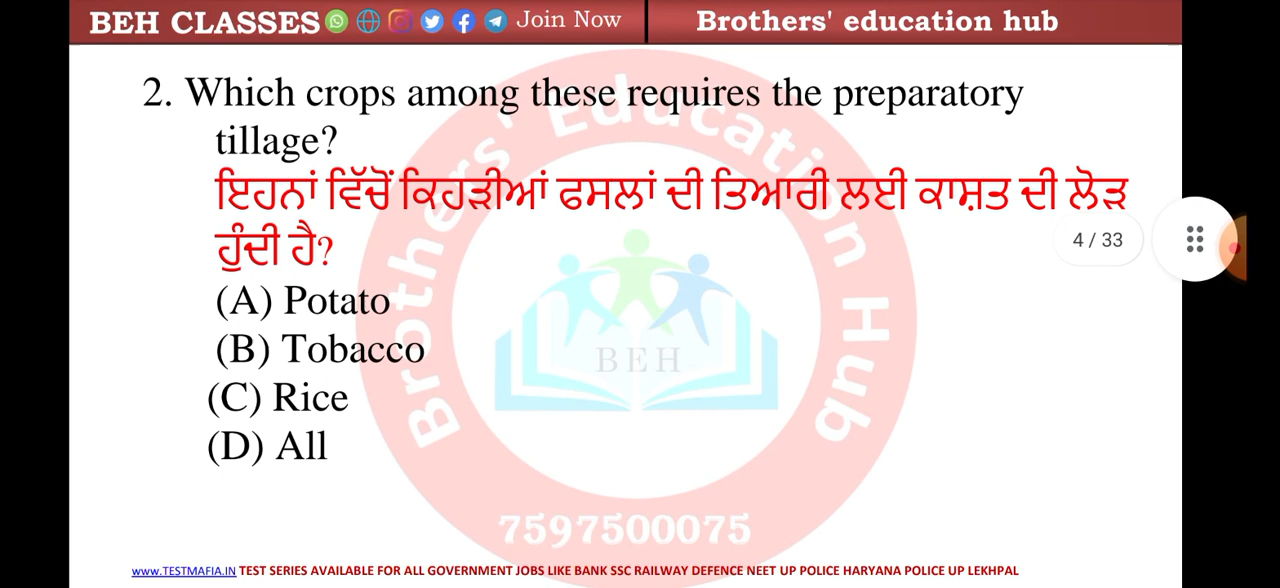 BEH CLASSES Join Now Brothers' education hub
2. Which crops among these requires the preparatory
tillage?
ਇਹਨਾਂ ਵਿੱਚੋਂ ਕਿਹੜੀਆਂ ਫਸਲਾਂ ਦੀ ਤਿਆਰੀ ਲਈ ਕਾਸ਼ਤ ਦੀ ਲੋੜ
ਹੁੰਦੀ ਹੈ?
4 / 33
(A) Potato
(B) Tobacco
(C) Rice
(D) All
Brothers' Education Hub
BEH
7597500075
www.TESTMAFIA.IN TEST SERIES AVAILABLE FOR ALL GOVERNMENT JOBS LIKE BANK SSC RAILWAY DEFENCE NEET UP POLICE HARYANA POLICE UP LEKHPAL